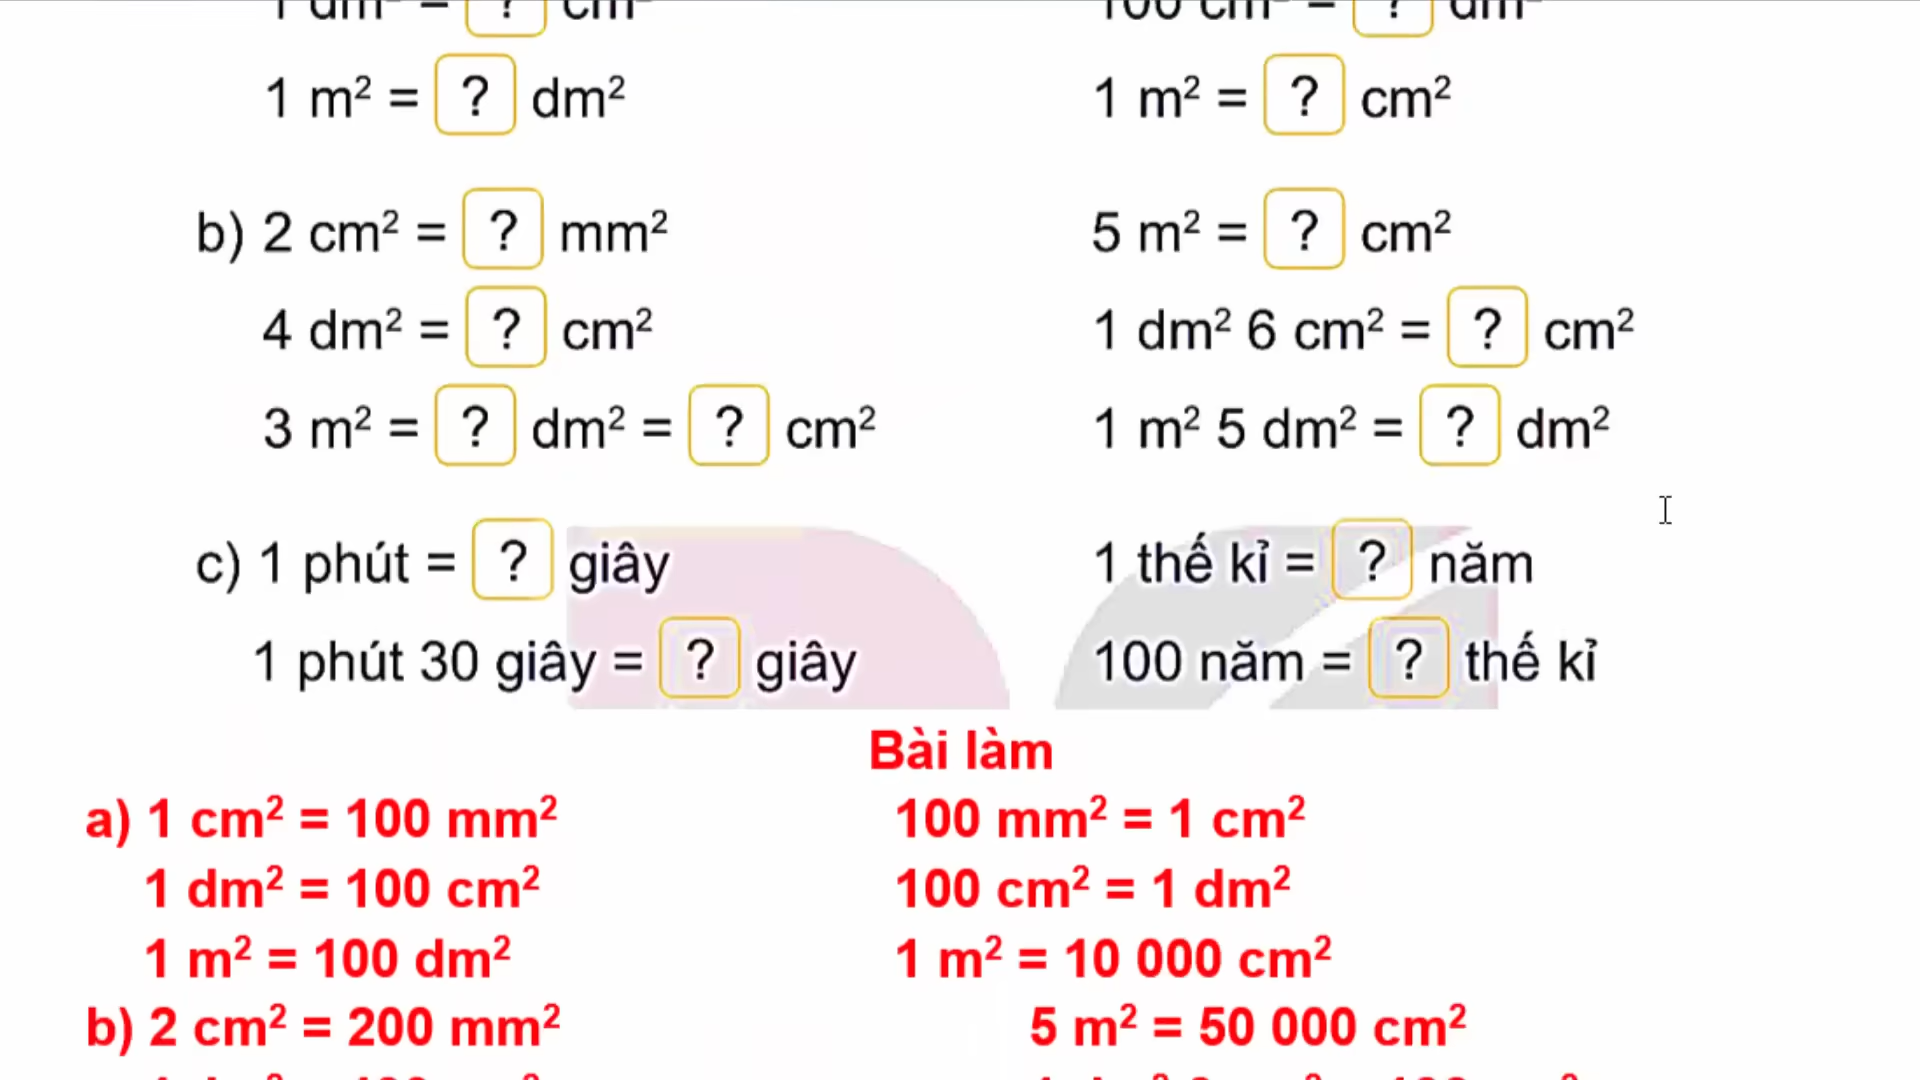 1 m² = ? dm² 1 m² = ? cm²
b) 2 cm² = ? mm² 5 m² = ? cm²
4 dm² = ? cm² 1 dm² 6 cm² = ? cm²
3 m² = ? dm² = ? cm² 1 m² 5 dm² = ? dm²
c) 1 phút = ? giây 1 thế kỉ = ? năm
1 phút 30 giây = ? giây 100 năm = ? thế kỉ
Bài làm
a) 1 cm² = 100 mm² 100 mm² = 1 cm²
1 dm² = 100 cm² 100 cm² = 1 dm²
1 m² = 100 dm² 1 m² = 10 000 cm²
b) 2 cm² = 200 mm² 5 m² = 50 000 cm²